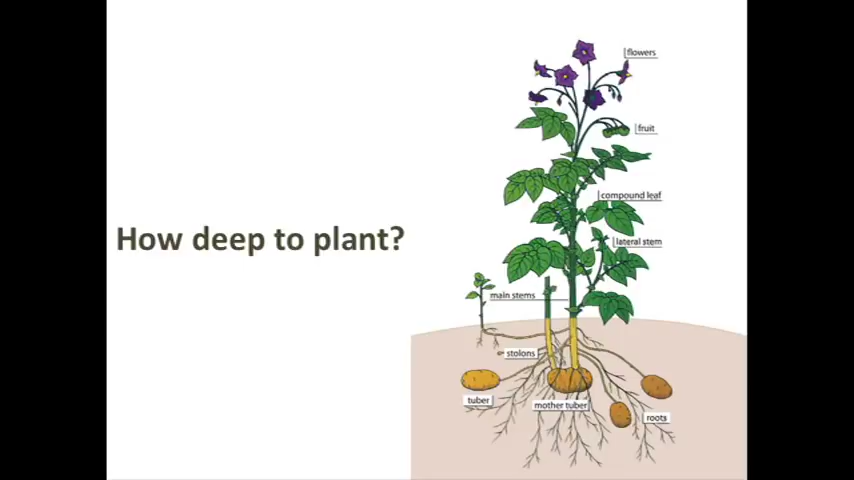 flowers
fruit
compound leaf
How deep to plant?
lateral stem
main stems
stolons
tuber
mother tuber
roots